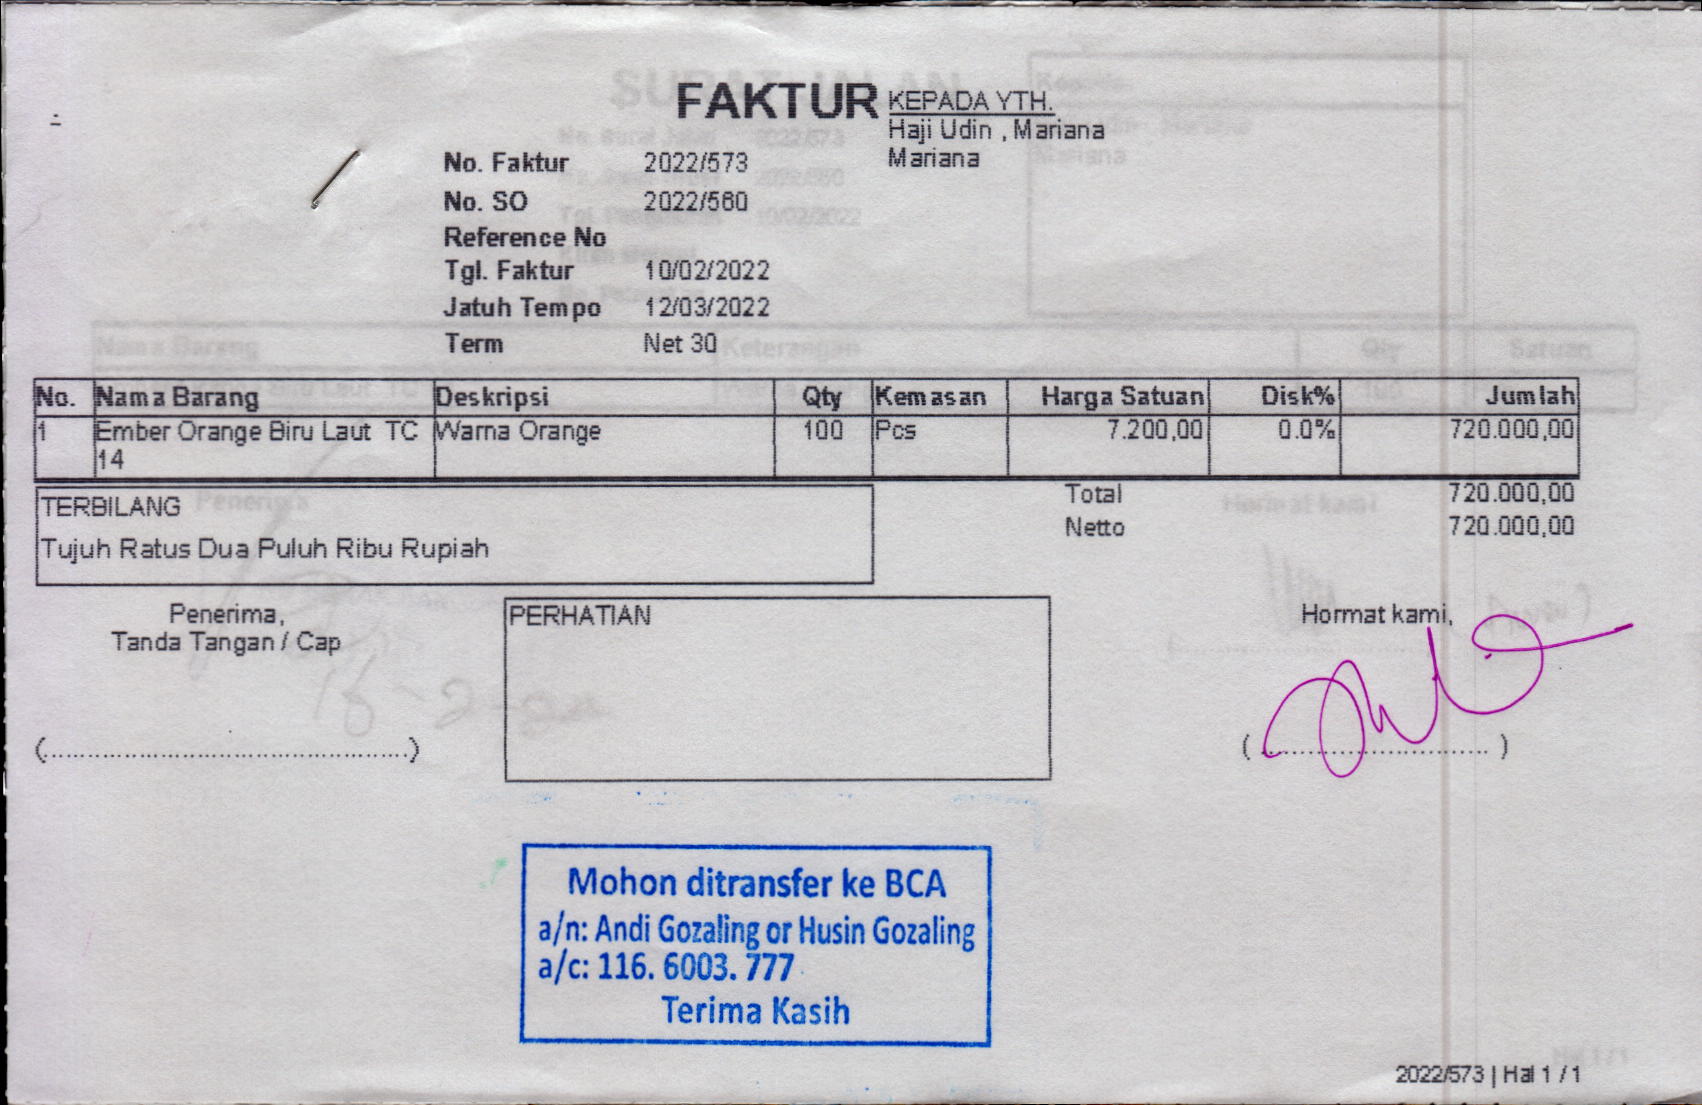 FAKTUR
KEPADA YTH.
Haji Udin , Mariana
Mariana
No. Faktur 2022/573
No. SO 2022/560
Reference No
Tgl. Faktur 10/02/2022
Jatuh Tempo 12/03/2022
Term Net 30
No. Nama Barang Deskripsi Qty Kemasan Harga Satuan Disk% Jumlah
1 Ember Orange Biru Laut TC Warna Orange 100 Pcs 7.200,00 0.0% 720.000,00
14
Total 720.000,00
Netto 720.000,00
TERBILANG
Tujuh Ratus Dua Puluh Ribu Rupiah
Penerima,
Tanda Tangan / Cap
(........................................)
PERHATIAN
Hormat kami,
(........................................)
Mohon ditransfer ke BCA
a/n: Andi Gozaling or Husin Gozaling
a/c: 116. 6003. 777
Terima Kasih
2022/573 | Hal 1 / 1